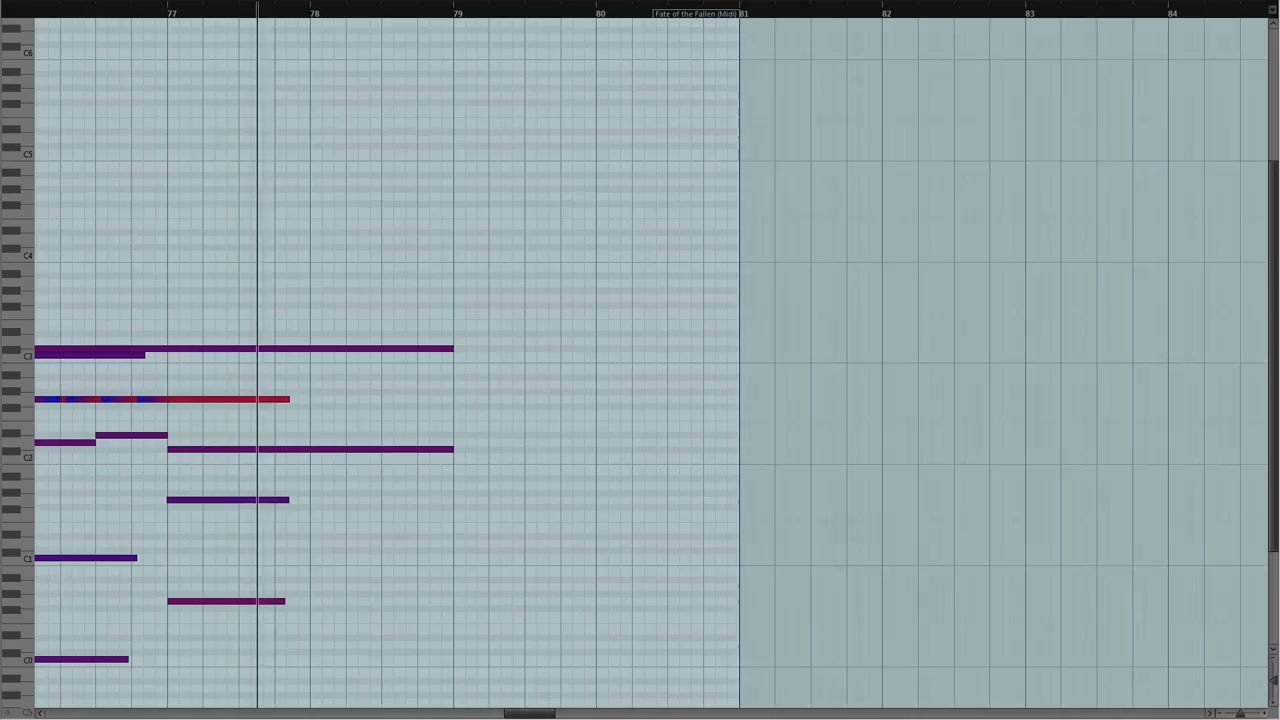 77 78 79 80 Fate of the Fallen (Midi) 81 82 83 84
C6
C5
C4
C3
C2
C1
C0